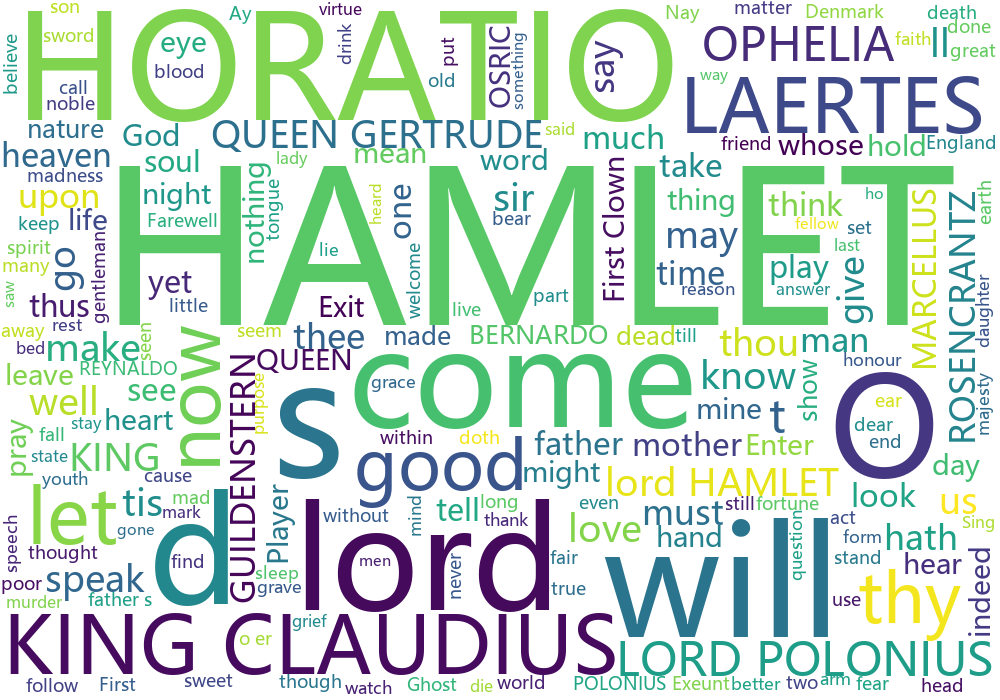 son
Ay
virtue
matter
Denmark
death
sword
HORATIO
eye
drink
put
OSRIC
something
say
OPHELIA
faith
done
ll
great
believe
call
blood
old
noble
way
LAERTES
nature
God
QUEEN GERTRUDE
said
much
friend
whose
hold
England
heaven
soul
lady
mean
word
take
madness
upon
night
nothing
tongue
heard
one
sir
First Clown
thing
think
MARCELLUS
ho
earth
keep
life
Farewell
bear
may
fellow
set
spirit
go
gentlemen
HAMLET
lie
welcome
time
play
last
give
many
saw
yet
reason
answer
ROSENCRANTZ
daughter
thus
little
Exit
live
part
away
rest
now
seem
thee
made
BERNARDO
dead
till
thou
man
bed
make
seen
QUEEN
honour
leave
REYNALDO
see
GUILDENSTERN
purpose
s
grace
come
know
show
O
majesty
well
heart
mine
t
ear
stay
dear
pray
fall
KING
within
doth
father
mother
Enter
end
state
cause
good
might
lord HAMLET
day
youth
let
tis
mad
d
Player
without
mind
tell
long
even
must
still
fortune
look
us
speech
gone
mark
lord
thank
love
hand
will
question
act
Sing
thought
find
men
never
fair
form
hath
poor
speak
sleep
true
stand
hear
indeed
murder
father s
grave
use
thy
KING CLAUDIUS
o er
grief
LORD POLONIUS
follow
First
sweet
though
watch
Ghost
die
world
POLONIUS
Exeunt
better
two
arm
fear
head